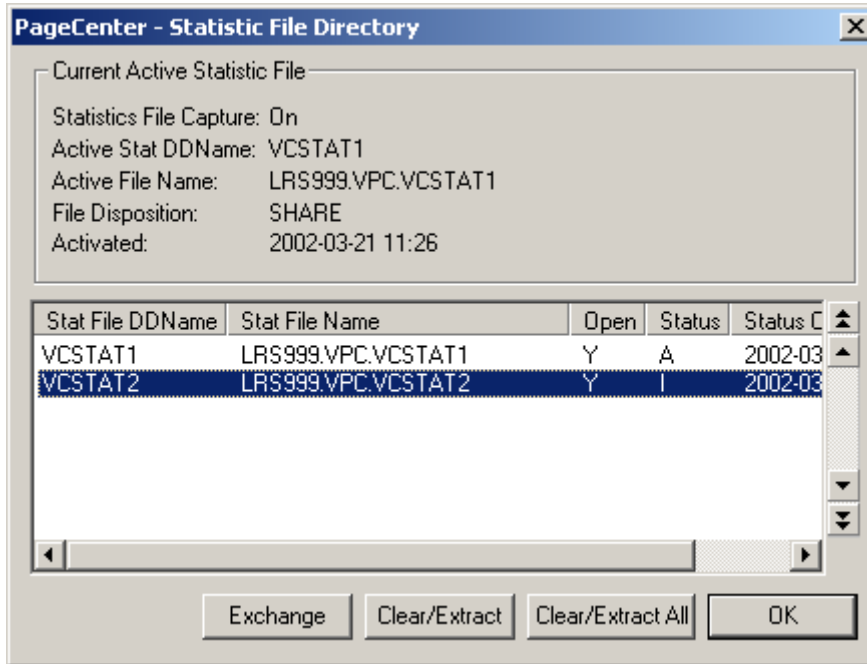 PageCenter - Statistic File Directory
Current Active Statistic File
Statistics File Capture: On
Active Stat DDName: VCSTAT1
Active File Name: LRS999.VPC.VCSTAT1
File Disposition: SHARE
Activated: 2002-03-21 11:26
Stat File DDName Stat File Name Open Status Status C
VCSTAT1 LRS999.VPC.VCSTAT1 Y A 2002-03
VCSTAT2 LRS999.VPC.VCSTAT2 Y I 2002-03
Exchange Clear/Extract Clear/Extract All OK